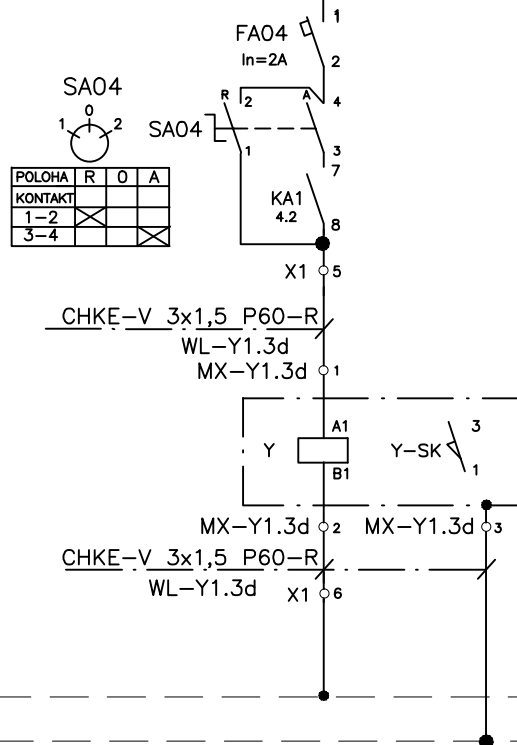 1
FA04
In=2A
2
SA04
0
1 2
R 2 A 4
SA04
1 3
7
POLOHA R 0 A
KONTAKT
1-2
3-4
KA1
4.2
8
X1 5
CHKE-V 3x1,5 P60-R
WL-Y1.3d
MX-Y1.3d 1
A1
Y
B1
Y-SK
3
1
MX-Y1.3d 2 MX-Y1.3d 3
CHKE-V 3x1,5 P60-R
WL-Y1.3d
X1 6